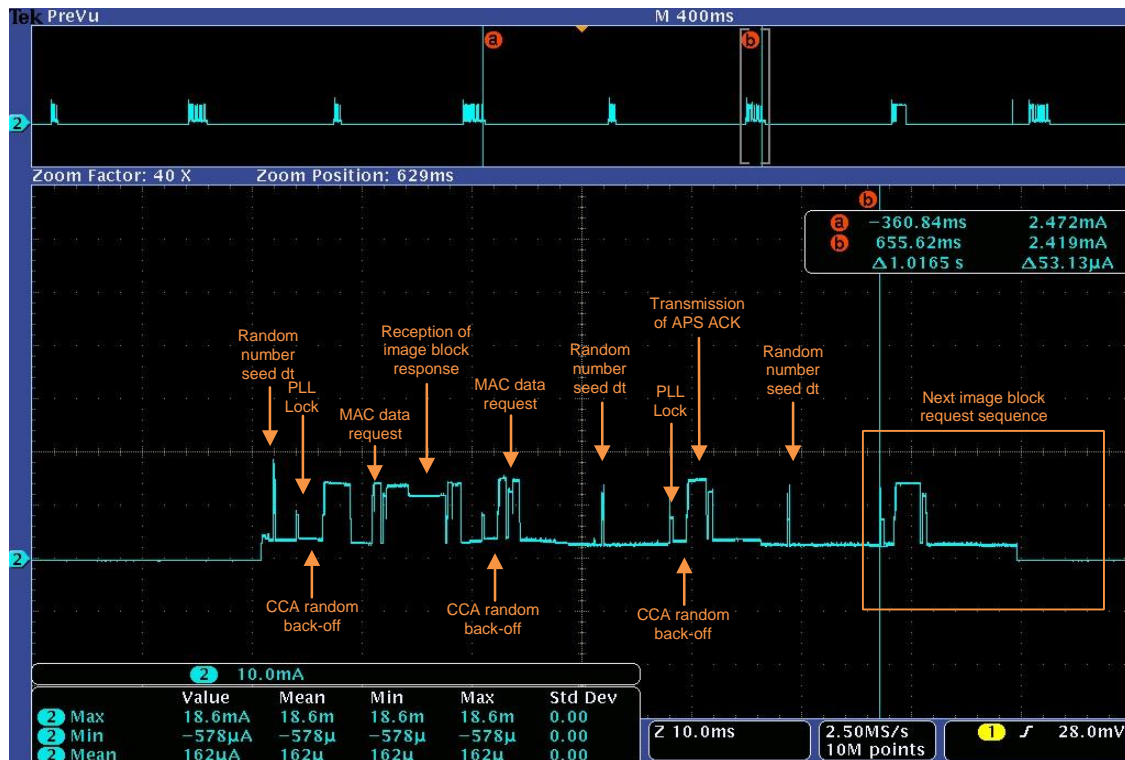 Tek PreVu M 400ms
a b
2
Zoom Factor: 40 X Zoom Position: 629ms
b
a −360.84ms 2.472mA
b 655.62ms 2.419mA
Δ1.0165 s Δ53.13µA
Transmission
of APS ACK
Random
number
seed dt
Reception of
image block
response
Random
number
seed dt
Random
number
seed dt
PLL
Lock
MAC data
request
MAC data
request
PLL
Lock
Next image block
request sequence
2
CCA random
back-off
CCA random
back-off
CCA random
back-off
2 10.0mA
Value Mean Min Max Std Dev
2 Max 18.6mA 18.6m 18.6m 18.6m 0.00
2 Min −578µA −578µ −578µ −578µ 0.00
2 Mean 162µA 162µ 162µ 162µ 0.00
Z 10.0ms
2.50MS/s
10M points
1 28.0mV